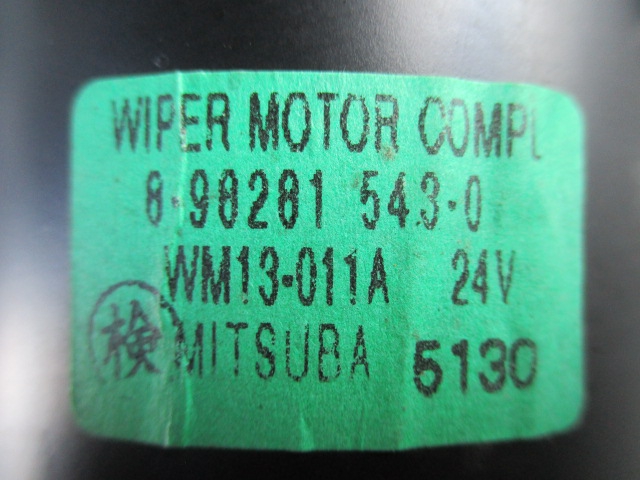 WIPER MOTOR COMPL
8-98281 543-0
WM13-011A 24V
検 MITSUBA 5130